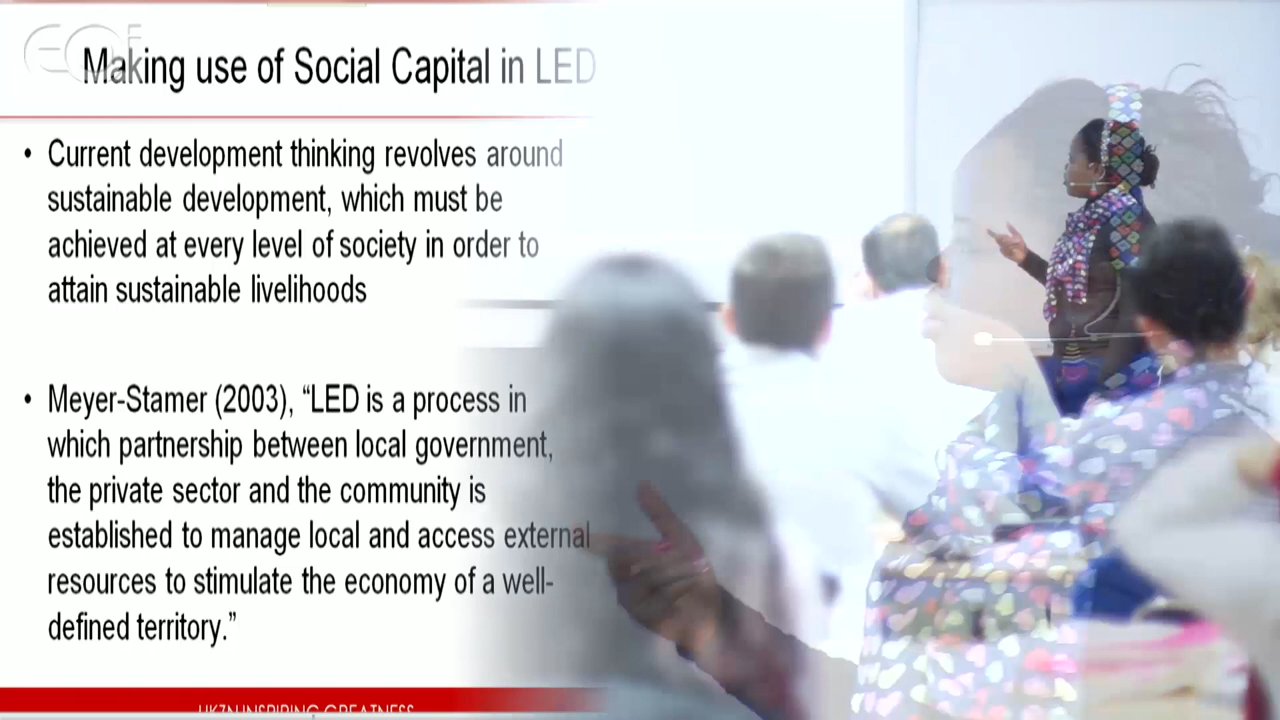 Making use of Social Capital in LED
• Current development thinking revolves around
sustainable development, which must be
achieved at every level of society in order to
attain sustainable livelihoods
• Meyer-Stamer (2003), “LED is a process in
which partnership between local government,
the private sector and the community is
established to manage local and access external
resources to stimulate the economy of a well-
defined territory.”
UKZN INSPIRING GREATNESS